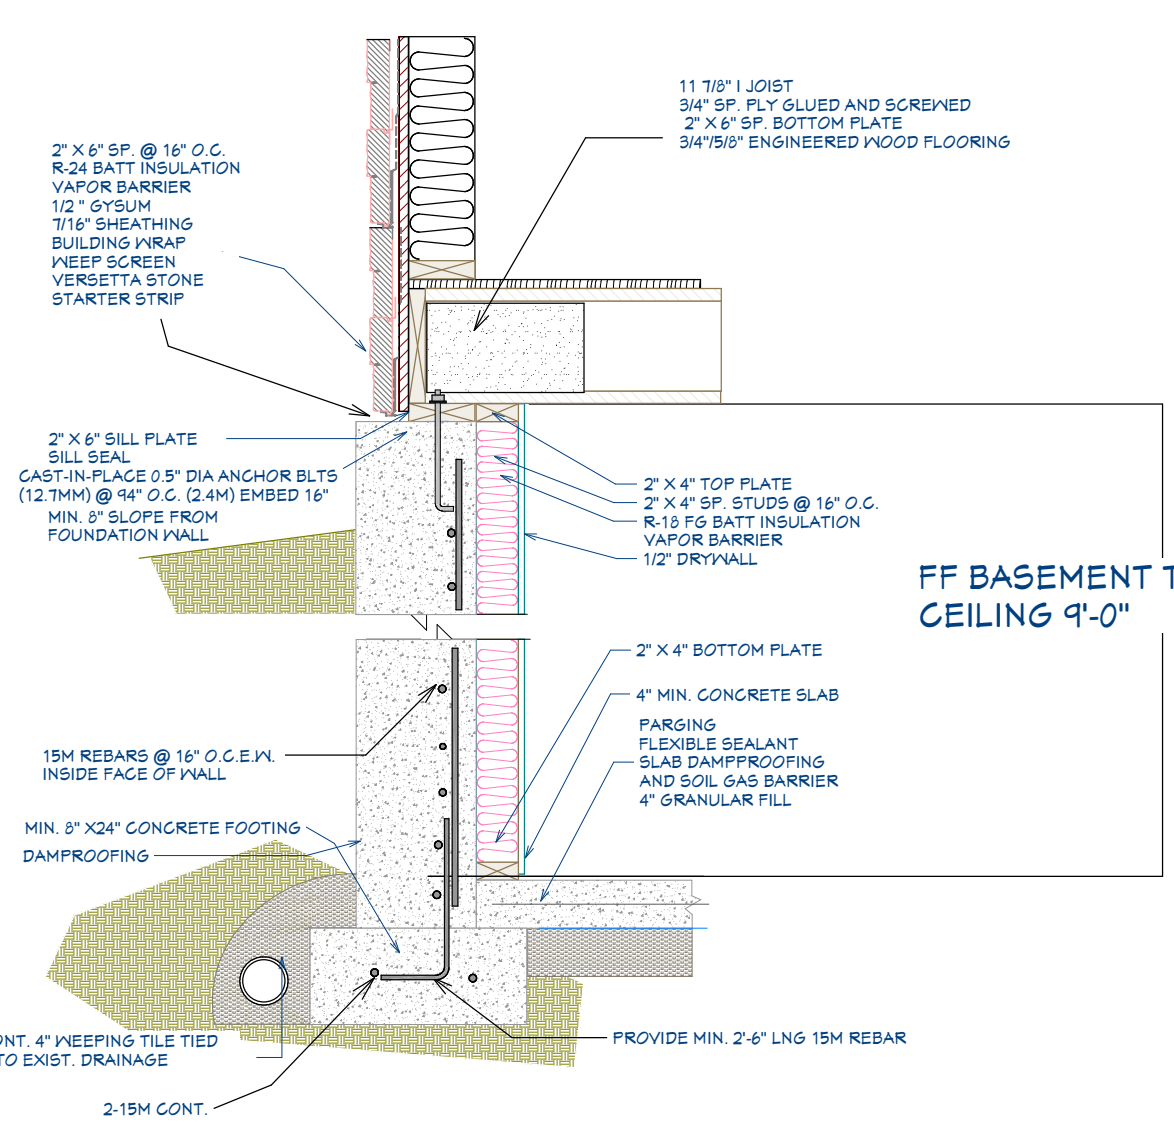 11 7/8" I JOIST
3/4" SP. PLY GLUED AND SCREWED
2" X 6" SP. BOTTOM PLATE
3/4"/5/8" ENGINEERED WOOD FLOORING
2" X 6" SP. @ 16" O.C.
R-24 BATT INSULATION
VAPOR BARRIER
1/2 " GYSUM
7/16" SHEATHING
BUILDING WRAP
WEEP SCREEN
VERSETTA STONE
STARTER STRIP
2" X 6" SILL PLATE
SILL SEAL
CAST-IN-PLACE 0.5" DIA ANCHOR BLTS
(12.7MM) @ 94" O.C. (2.4M) EMBED 16"
MIN. 8" SLOPE FROM
FOUNDATION WALL
2" X 4" TOP PLATE
2" X 4" SP. STUDS @ 16" O.C.
R-18 FG BATT INSULATION
VAPOR BARRIER
1/2" DRYWALL
FF BASEMENT T
CEILING 9'-0"
2" X 4" BOTTOM PLATE
4" MIN. CONCRETE SLAB
PARGING
FLEXIBLE SEALANT
SLAB DAMPPROOFING
AND SOIL GAS BARRIER
4" GRANULAR FILL
15M REBARS @ 16" O.C.E.W.
INSIDE FACE OF WALL
MIN. 8" X24" CONCRETE FOOTING
DAMPROOFING
ONT. 4" WEEPING TILE TIED
TO EXIST. DRAINAGE
PROVIDE MIN. 2'-6" LNG 15M REBAR
2-15M CONT.